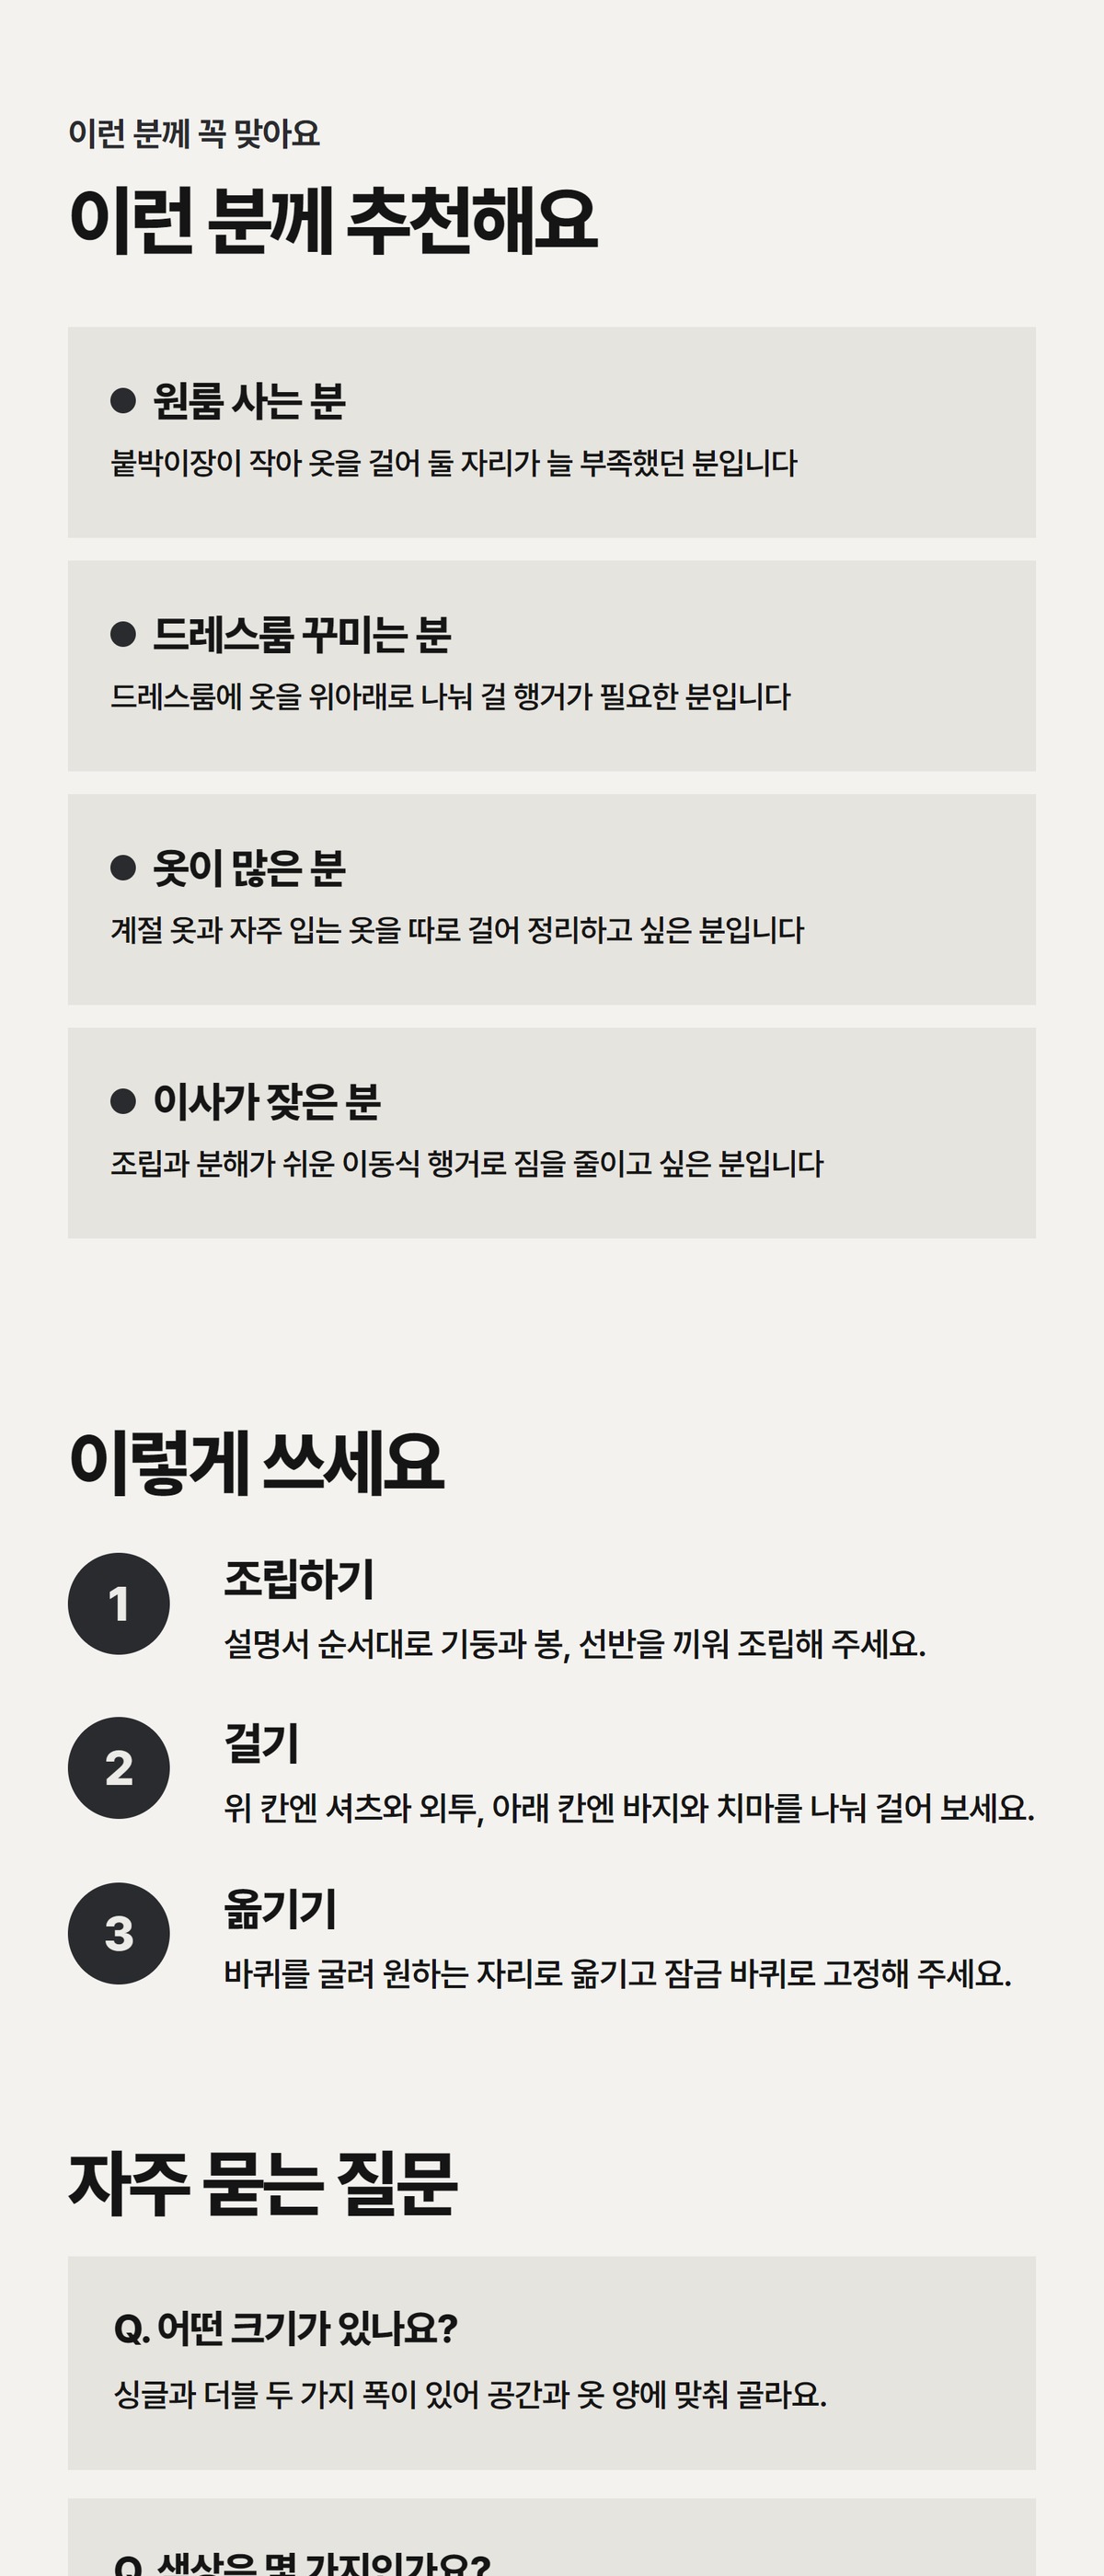 이런 분께 꼭 맞아요
이런 분께 추천해요
원룸 사는 분
붙박이장이 작아 옷을 걸어 둘 자리가 늘 부족했던 분입니다
드레스룸 꾸미는 분
드레스룸에 옷을 위아래로 나눠 걸 행거가 필요한 분입니다
옷이 많은 분
계절 옷과 자주 입는 옷을 따로 걸어 정리하고 싶은 분입니다
이사가 잦은 분
조립과 분해가 쉬운 이동식 행거로 짐을 줄이고 싶은 분입니다
이렇게 쓰세요
1 조립하기
설명서 순서대로 기둥과 봉, 선반을 끼워 조립해 주세요.
2 걸기
위 칸엔 셔츠와 외투, 아래 칸엔 바지와 치마를 나눠 걸어 보세요.
3 옮기기
바퀴를 굴려 원하는 자리로 옮기고 잠금 바퀴로 고정해 주세요.
자주 묻는 질문
Q. 어떤 크기가 있나요?
싱글과 더블 두 가지 폭이 있어 공간과 옷 양에 맞춰 골라요.
Q. 색상은 몇 가지인가요?